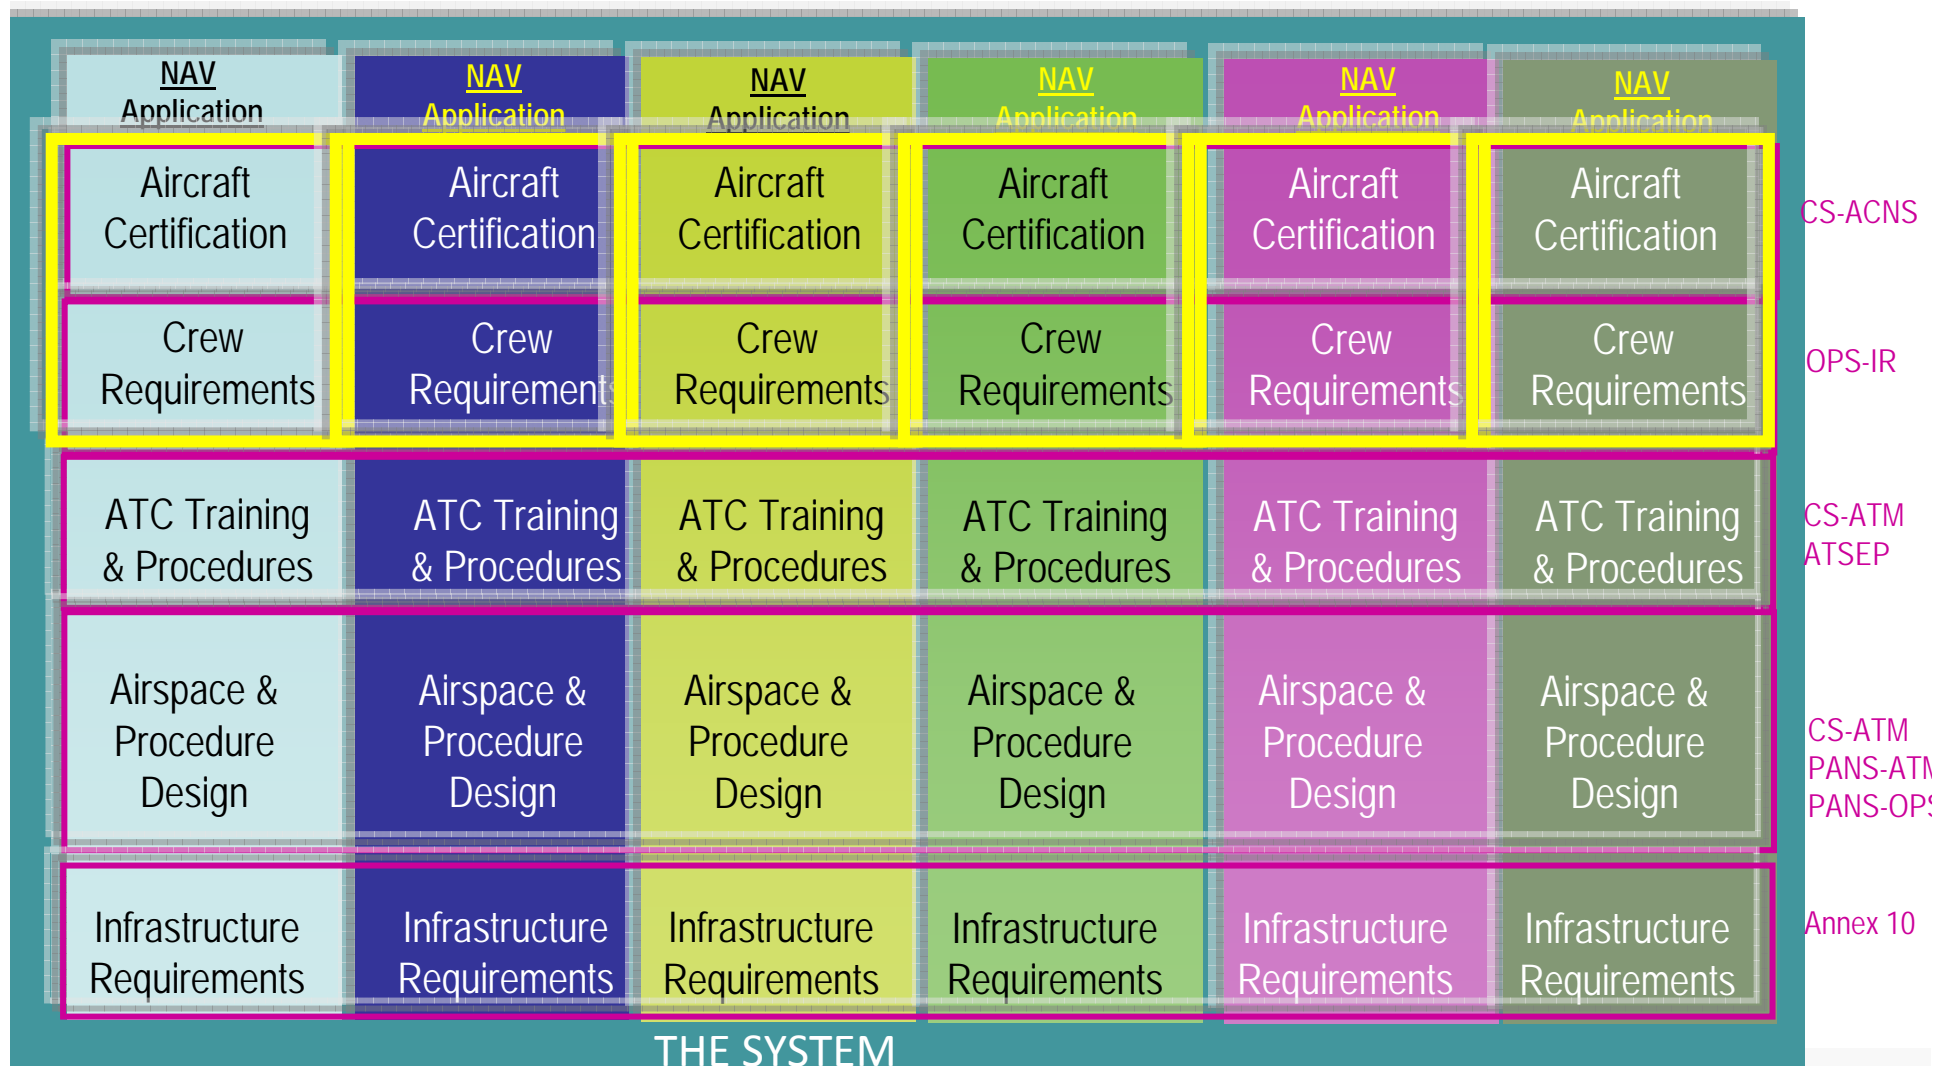 NAV
Application
NAV
Application
NAV
Application
NAV
Application
NAV
Application
NAV
Application
Aircraft
Certification
Aircraft
Certification
Aircraft
Certification
Aircraft
Certification
Aircraft
Certification
Aircraft
Certification
CS-ACNS
Crew
Requirements
Crew
Requirements
Crew
Requirements
Crew
Requirements
Crew
Requirements
Crew
Requirements
OPS-IR
ATC Training
& Procedures
ATC Training
& Procedures
ATC Training
& Procedures
ATC Training
& Procedures
ATC Training
& Procedures
ATC Training
& Procedures
CS-ATM
ATSEP
Airspace &
Procedure
Design
Airspace &
Procedure
Design
Airspace &
Procedure
Design
Airspace &
Procedure
Design
Airspace &
Procedure
Design
Airspace &
Procedure
Design
CS-ATM
PANS-ATM
PANS-OPS
Infrastructure
Requirements
Infrastructure
Requirements
Infrastructure
Requirements
Infrastructure
Requirements
Infrastructure
Requirements
Infrastructure
Requirements
Annex 10
THE SYSTEM